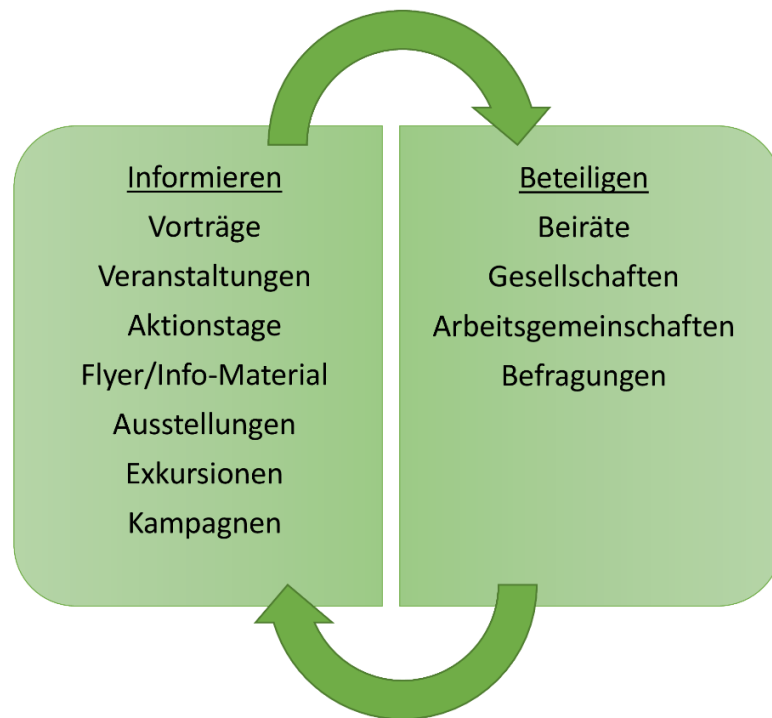 Informieren
Vorträge
Veranstaltungen
Aktionstage
Flyer/Info-Material
Ausstellungen
Exkursionen
Kampagnen
Beteiligen
Beiräte
Gesellschaften
Arbeitsgemeinschaften
Befragungen